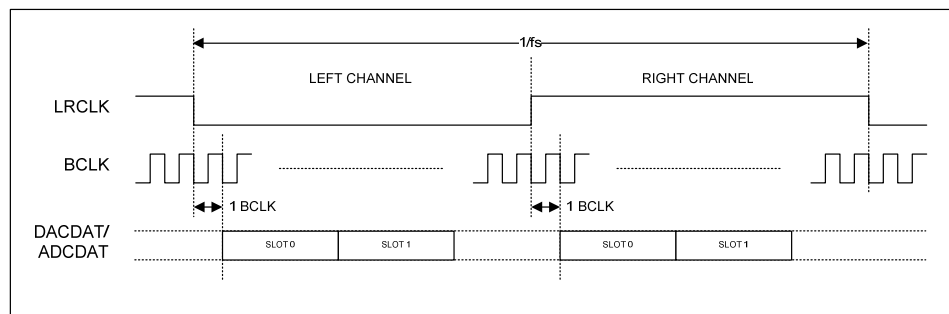 1/fs
LEFT CHANNEL RIGHT CHANNEL
LRCLK
BCLK
1 BCLK 1 BCLK
DACDAT/
ADCDAT
SLOT 0 SLOT 1 SLOT 0 SLOT 1